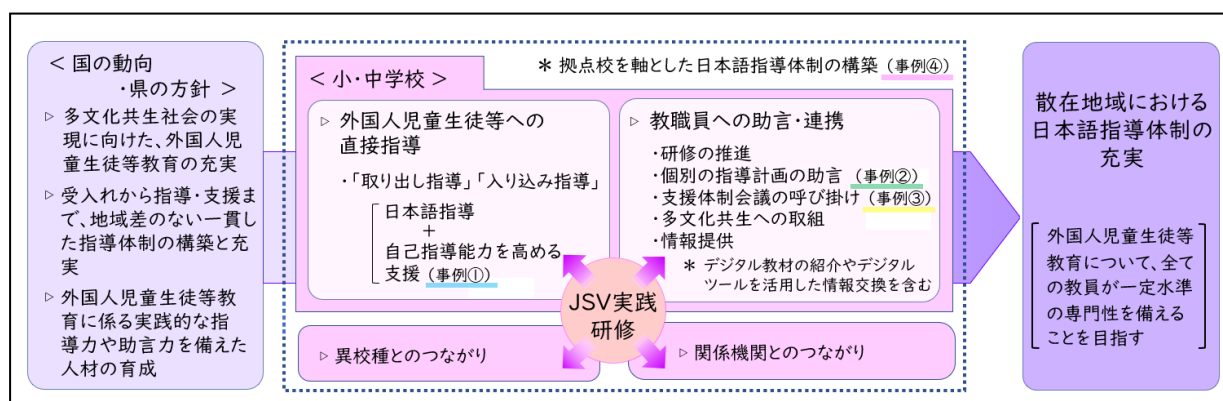 < 国の動向
・県の方針 >
▷ 多文化共生社会の実
現に向けた、外国人児
童生徒等教育の充実
▷ 受入れから指導・支援ま
で、地域差のない一貫し
た指導体制の構築と充
実
▷ 外国人児童生徒等教
育に係る実践的な指
導力や助言力を備えた
人材の育成
* 拠点校を軸とした日本語指導体制の構築 (事例④)
< 小・中学校 >
▷ 外国人児童生徒等への
直接指導
・「取り出し指導」「入り込み指導」
日本語指導
+
自己指導能力を高める
支援 (事例①)
▷ 教職員への助言・連携
・研修の推進
・個別の指導計画の助言 (事例②)
・支援体制会議の呼び掛け (事例③)
・多文化共生への取組
・情報提供
* デジタル教材の紹介やデジタル
ツールを活用した情報交換を含む
JSV実践
研修
▷ 異校種とのつながり
▷ 関係機関とのつながり
散在地域における
日本語指導体制の
充実
外国人児童生徒等
教育について、全て
の教員が一定水準
の専門性を備える
ことを目指す